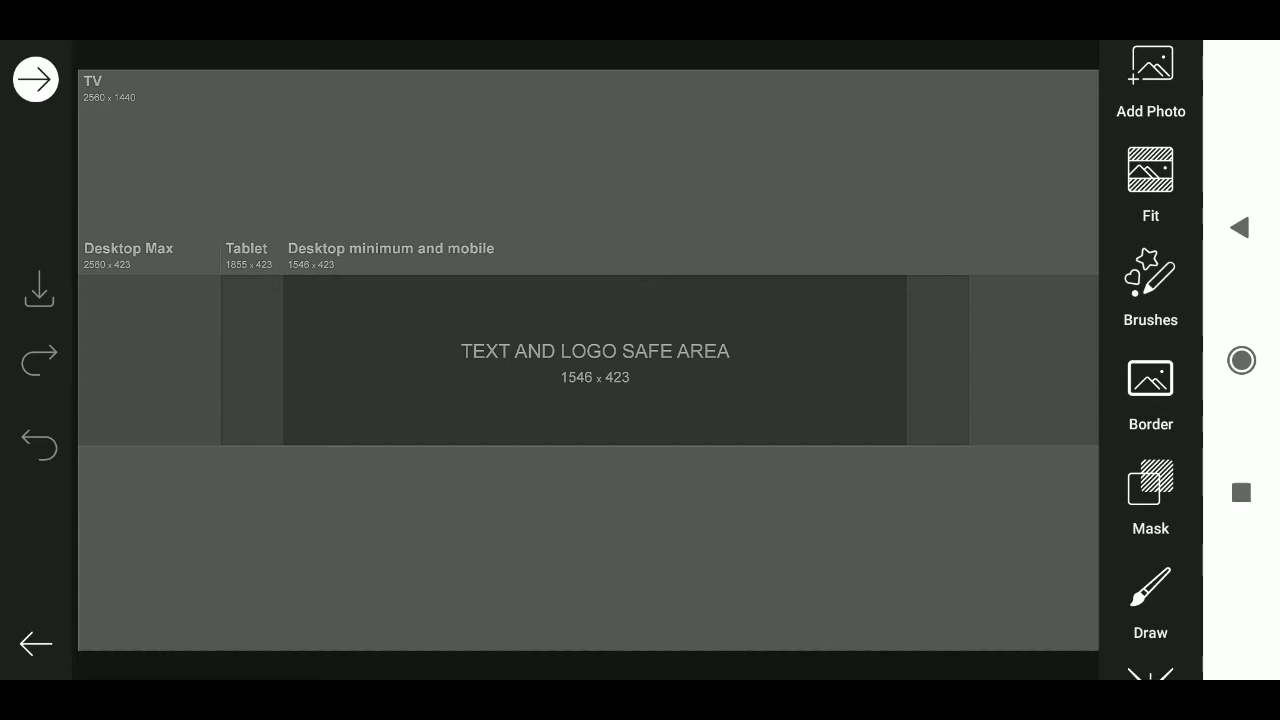 TV
2560 x 1440
Desktop Max
2560 x 423
Tablet
1855 x 423
Desktop minimum and mobile
1546 x 423
TEXT AND LOGO SAFE AREA
1546 x 423
Add Photo
Fit
Brushes
Border
Mask
Draw